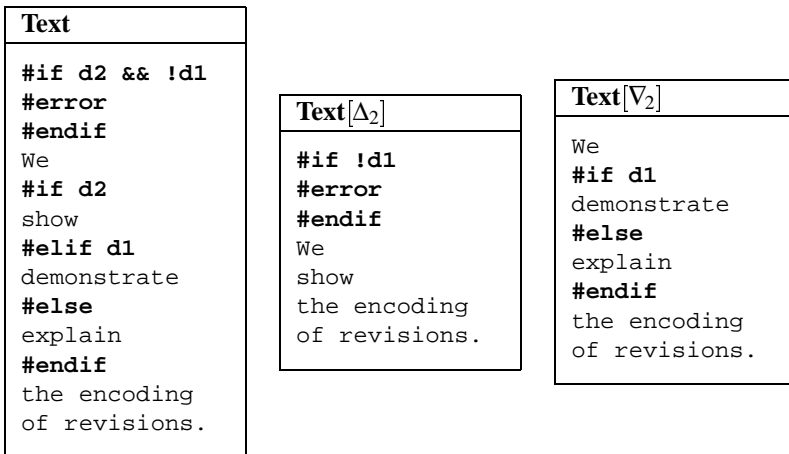 Text
#if d2 && !d1
#error
#endif
We
#if d2
show
#elif d1
demonstrate
#else
explain
#endif
the encoding
of revisions.
Text[Δ₂]
#if !d1
#error
#endif
We
show
the encoding
of revisions.
Text[∇₂]
We
#if d1
demonstrate
#else
explain
#endif
the encoding
of revisions.